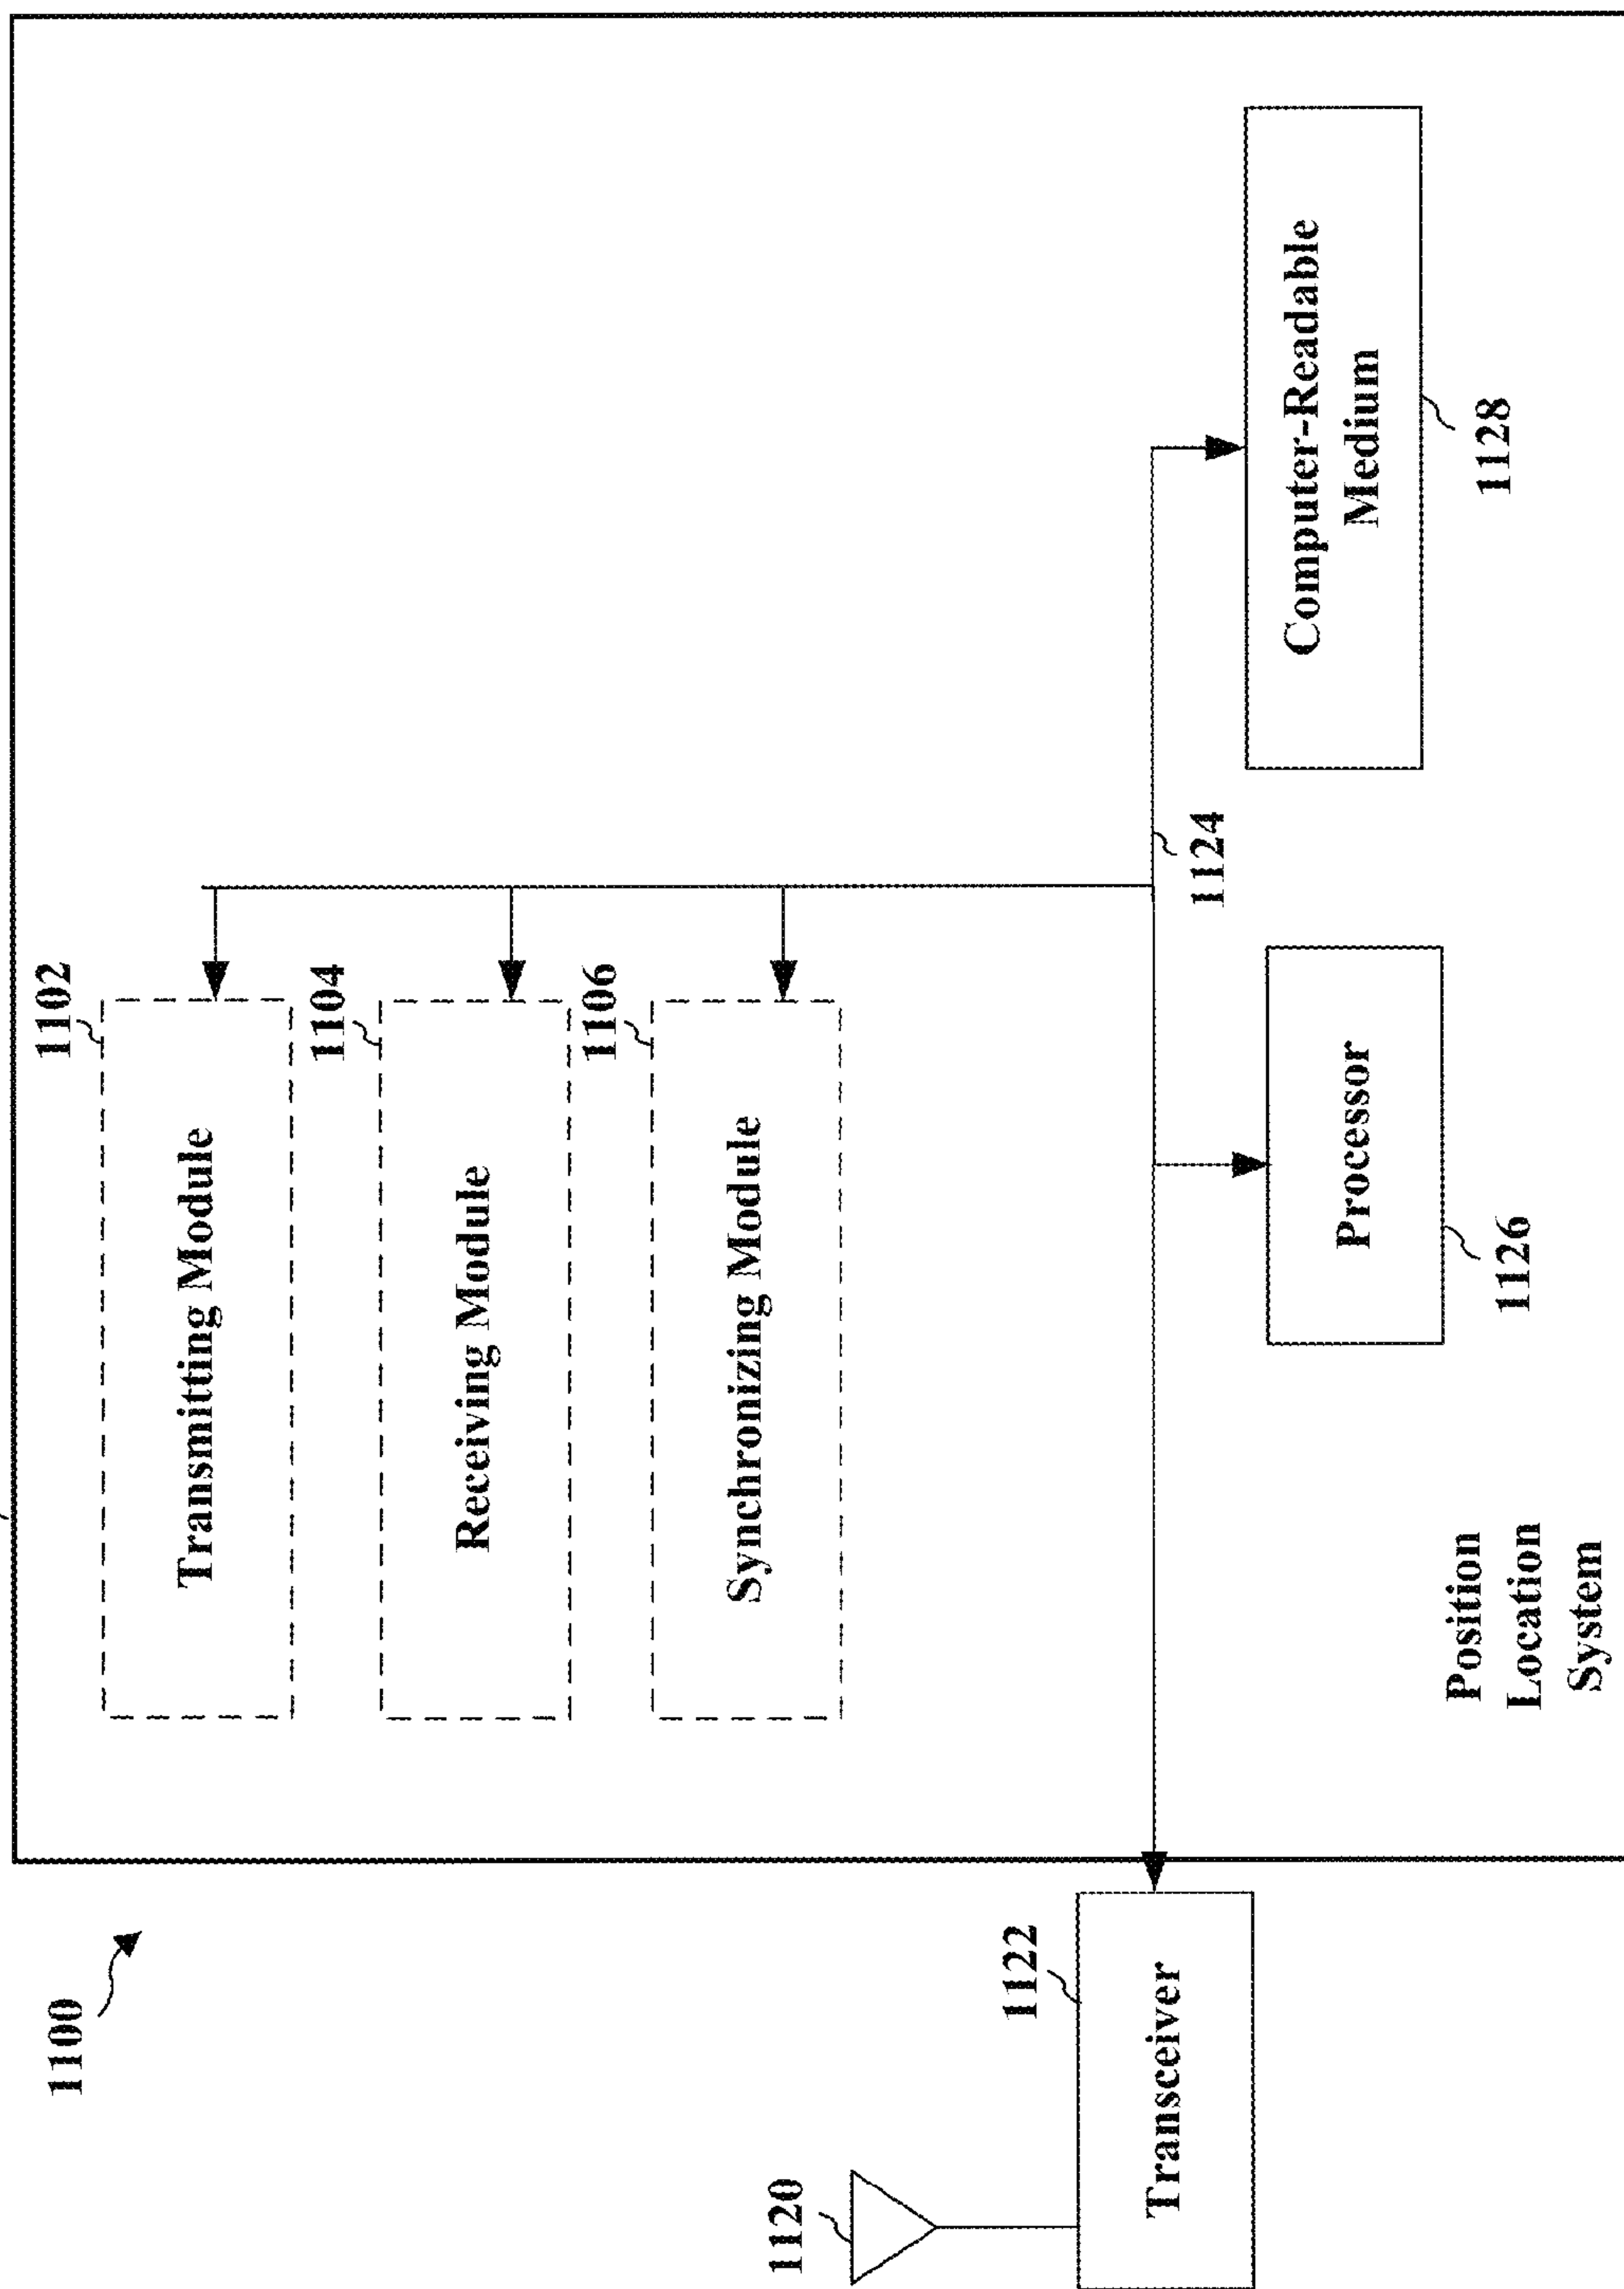 1100
1102
Transmitting Module
1104
Receiving Module
1106
Synchronizing Module
1120
1122
Transceiver
1124
Processor
1126
Computer-Readable
Medium
1128
Position
Location
System